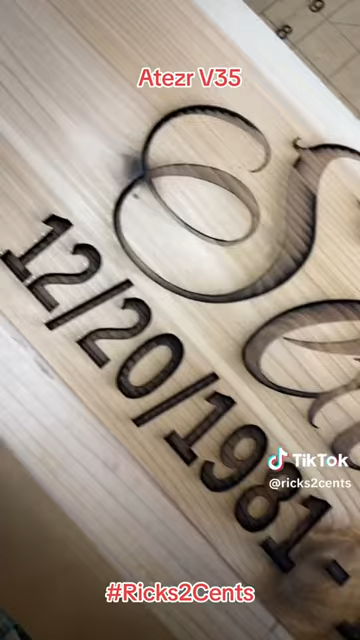 Atezr V35
12/20/1981-
TikTok
@ricks2cents
#Ricks2Cents